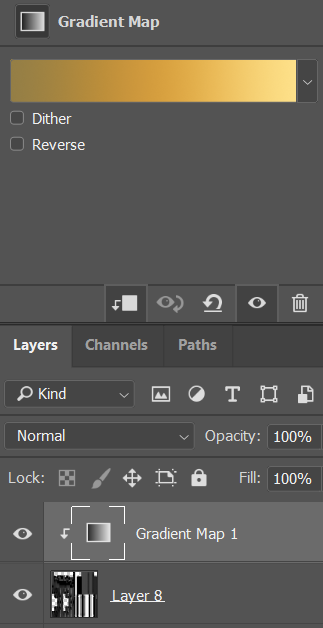 Gradient Map
Dither
Reverse
Layers Channels Paths
Kind
Normal Opacity: 100%
Lock: Fill: 100%
Gradient Map 1
Layer 8